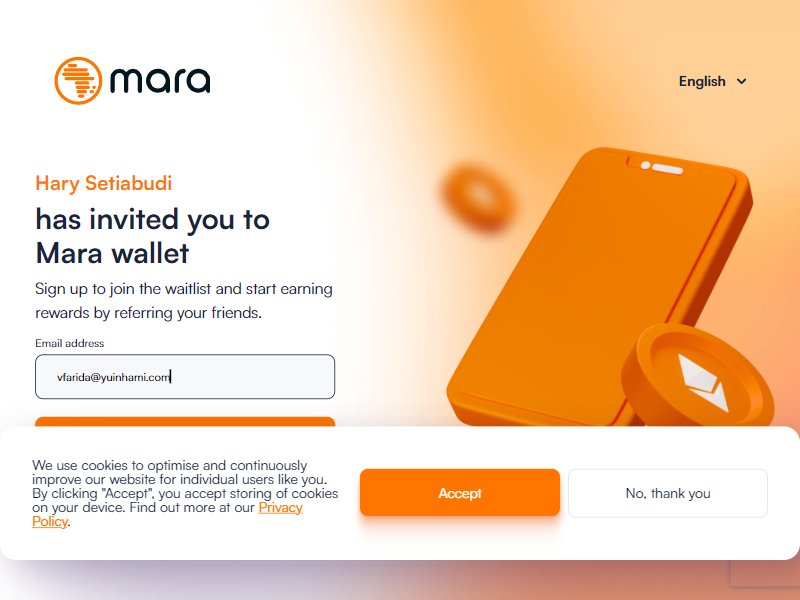 mara
English
Hary Setiabudi
has invited you to
Mara wallet
Sign up to join the waitlist and start earning
rewards by referring your friends.
Email address
vfarida@yuinhami.com
We use cookies to optimise and continuously
improve our website for individual users like you.
By clicking "Accept", you accept storing of cookies
on your device. Find out more at our Privacy
Policy.
Accept
No, thank you